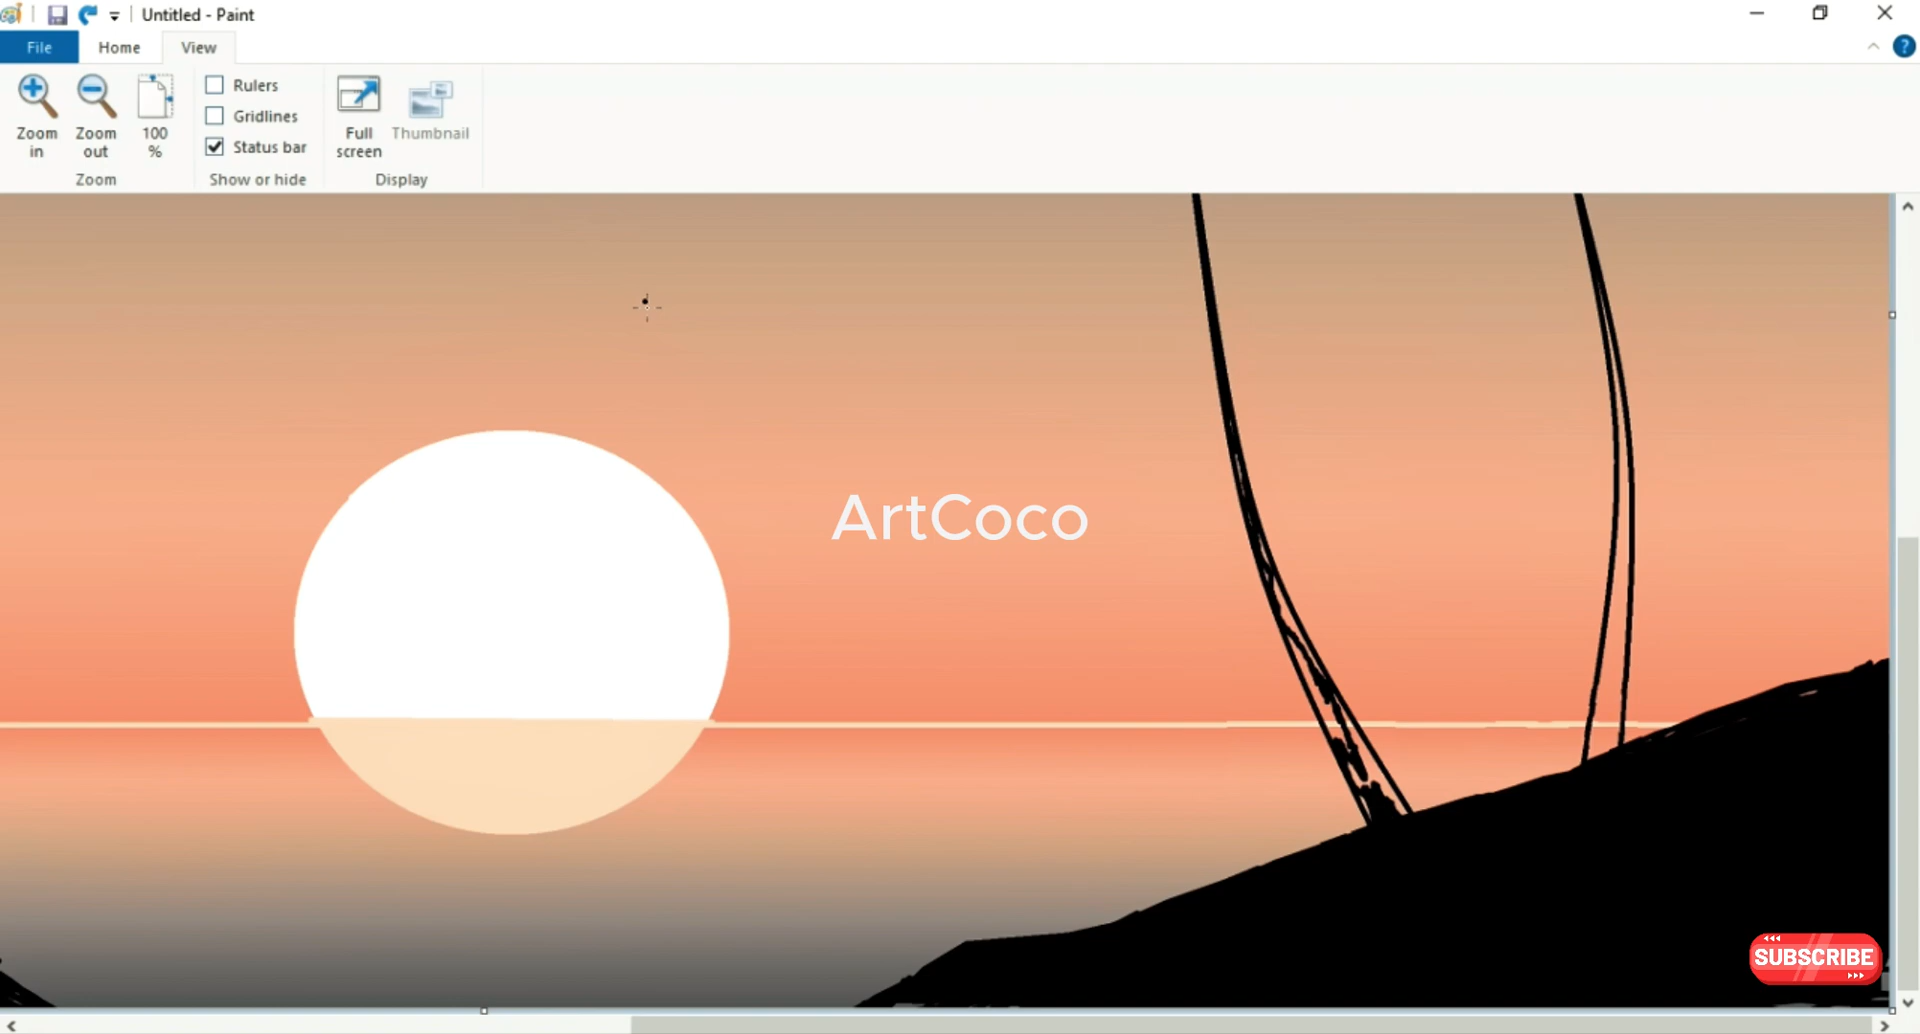 Untitled - Paint
File
Home
View
Zoom in
Zoom out
100 %
Rulers
Gridlines
Status bar
Full screen
Thumbnail
Zoom
Show or hide
Display
ArtCoco
SUBSCRIBE